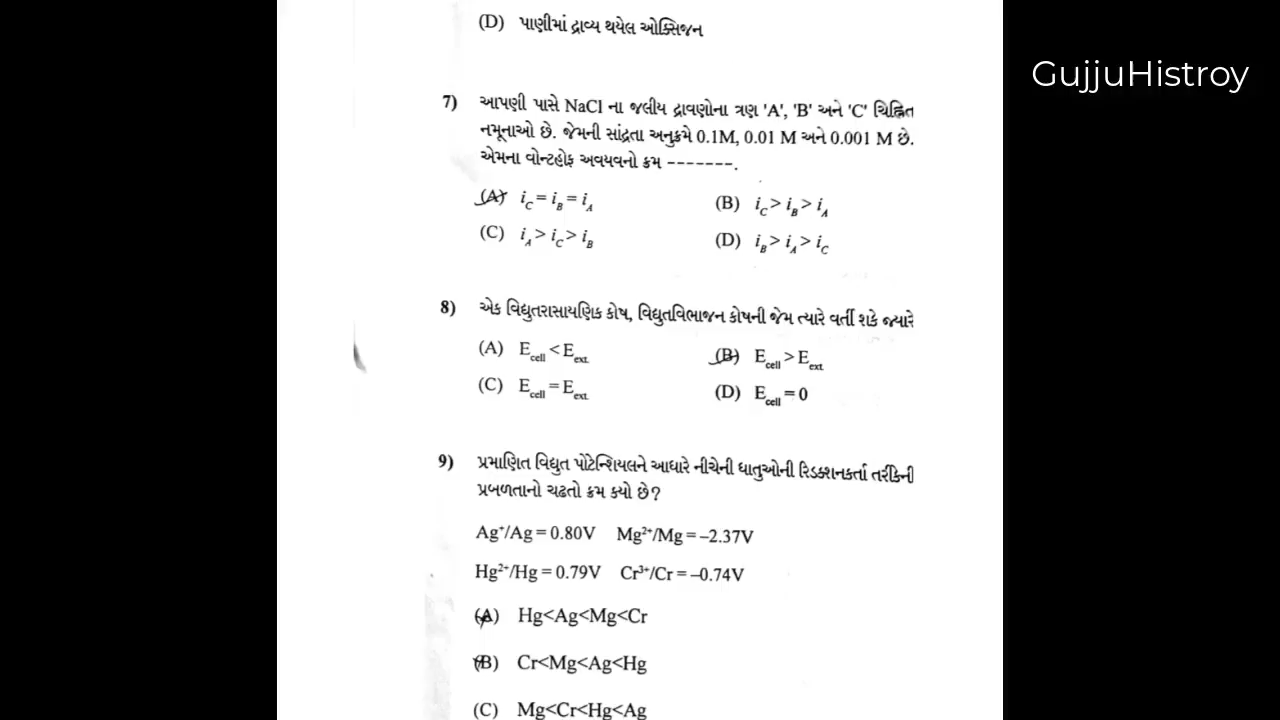 GujjuHistroy
(D) પાણીમાં દ્રાવ્ય થયેલ ઓક્સિજન
7) આપણી પાસે NaCl ના જલીય દ્રાવણોના ત્રણ 'A', 'B' અને 'C' ચિહ્નિત
નમૂનાઓ છે. જેમની સાંદ્રતા અનુક્રમે 0.1M, 0.01 M અને 0.001 M છે.
એમના વોન્ટહોફ અવયવનો ક્રમ -------.
(A) i_C = i_B = i_A (B) i_C > i_B > i_A
(C) i_A > i_C > i_B (D) i_B > i_A > i_C
8) એક વિદ્યુતરાસાયણિક કોષ, વિદ્યુતવિભાજન કોષની જેમ ત્યારે વર્તી શકે જ્યારે
(A) E_cell < E_ext. (B) E_cell > E_ext.
(C) E_cell = E_ext. (D) E_cell = 0
9) પ્રમાણિત વિદ્યુત પોટેન્શિયલને આધારે નીચેની ધાતુઓની રિડક્શનકર્તા તરીકેની
પ્રબળતાનો ચઢતો ક્રમ ક્યો છે?
Ag⁺/Ag = 0.80V Mg²⁺/Mg = –2.37V
Hg²⁺/Hg = 0.79V Cr³⁺/Cr = –0.74V
(A) Hg<Ag<Mg<Cr
(B) Cr<Mg<Ag<Hg
(C) Mg<Cr<Hg<Ag